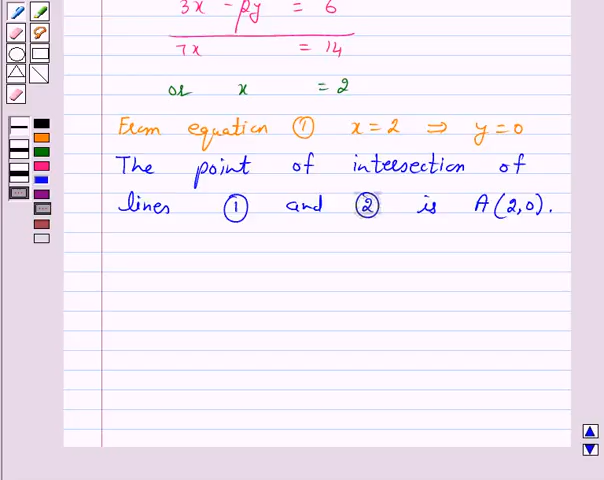 3x - 2y = 6
7x = 14
or x = 2
From equation ① x = 2 ⇒ y = 0
The point of intersection of
lines ① and ② is A(2,0).